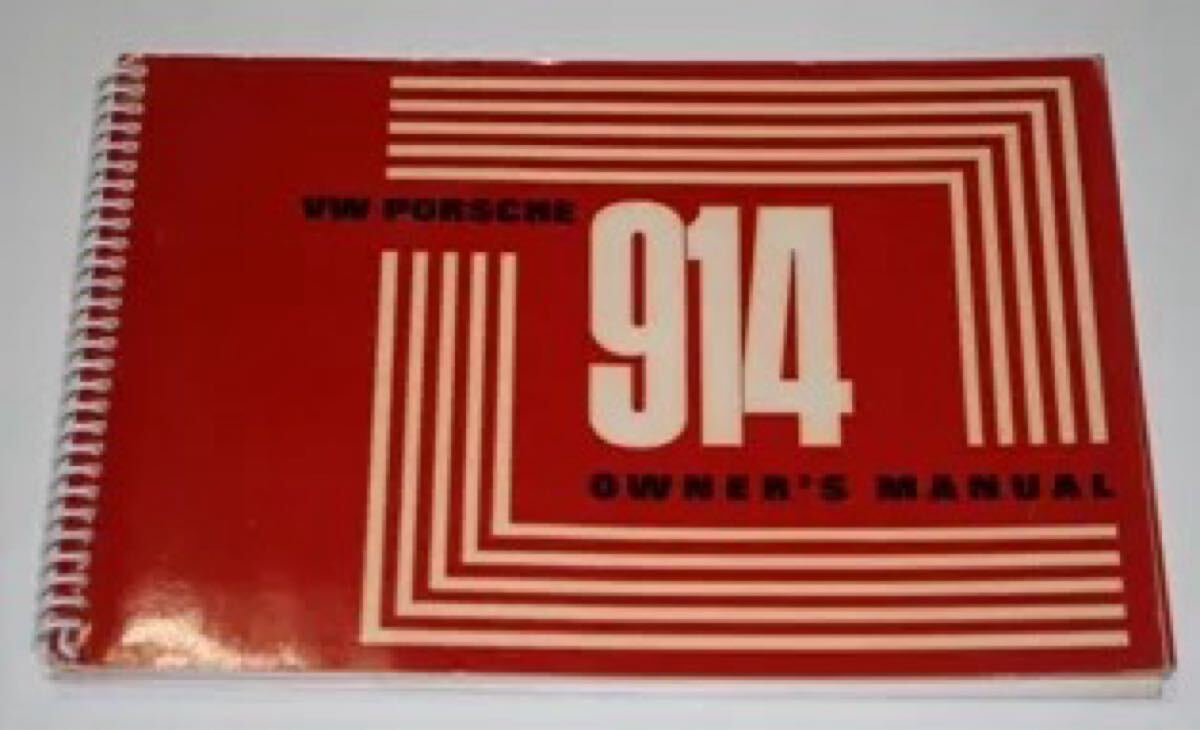 VW PORSCHE
914
OWNER'S MANUAL